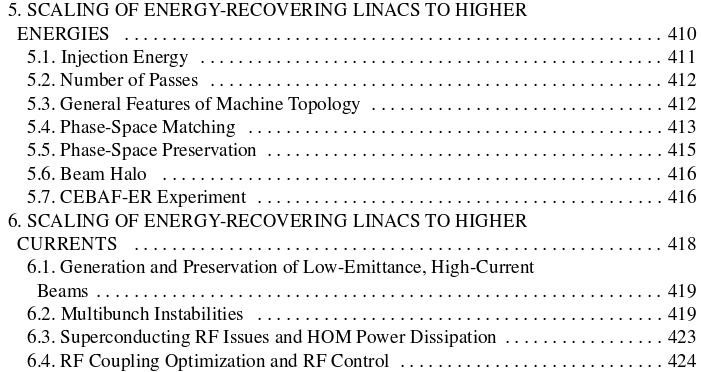 5. SCALING OF ENERGY-RECOVERING LINACS TO HIGHER
ENERGIES . . . . . . . . . . . . . . . . . . . . . . . . . . . . . . . . . . . . . . . . . . . . . . . . . . . . . . . . . 410
5.1. Injection Energy . . . . . . . . . . . . . . . . . . . . . . . . . . . . . . . . . . . . . . . . . . . . . . . . . 411
5.2. Number of Passes . . . . . . . . . . . . . . . . . . . . . . . . . . . . . . . . . . . . . . . . . . . . . . . . 412
5.3. General Features of Machine Topology . . . . . . . . . . . . . . . . . . . . . . . . . . . . . . . 412
5.4. Phase-Space Matching . . . . . . . . . . . . . . . . . . . . . . . . . . . . . . . . . . . . . . . . . . . . 413
5.5. Phase-Space Preservation . . . . . . . . . . . . . . . . . . . . . . . . . . . . . . . . . . . . . . . . . . 415
5.6. Beam Halo . . . . . . . . . . . . . . . . . . . . . . . . . . . . . . . . . . . . . . . . . . . . . . . . . . . . . 416
5.7. CEBAF-ER Experiment . . . . . . . . . . . . . . . . . . . . . . . . . . . . . . . . . . . . . . . . . . . 416
6. SCALING OF ENERGY-RECOVERING LINACS TO HIGHER
CURRENTS . . . . . . . . . . . . . . . . . . . . . . . . . . . . . . . . . . . . . . . . . . . . . . . . . . . . . . . . 418
6.1. Generation and Preservation of Low-Emittance, High-Current
Beams . . . . . . . . . . . . . . . . . . . . . . . . . . . . . . . . . . . . . . . . . . . . . . . . . . . . . . . . . . . . 419
6.2. Multibunch Instabilities . . . . . . . . . . . . . . . . . . . . . . . . . . . . . . . . . . . . . . . . . . . 419
6.3. Superconducting RF Issues and HOM Power Dissipation . . . . . . . . . . . . . . . . . 423
6.4. RF Coupling Optimization and RF Control . . . . . . . . . . . . . . . . . . . . . . . . . . . . 424